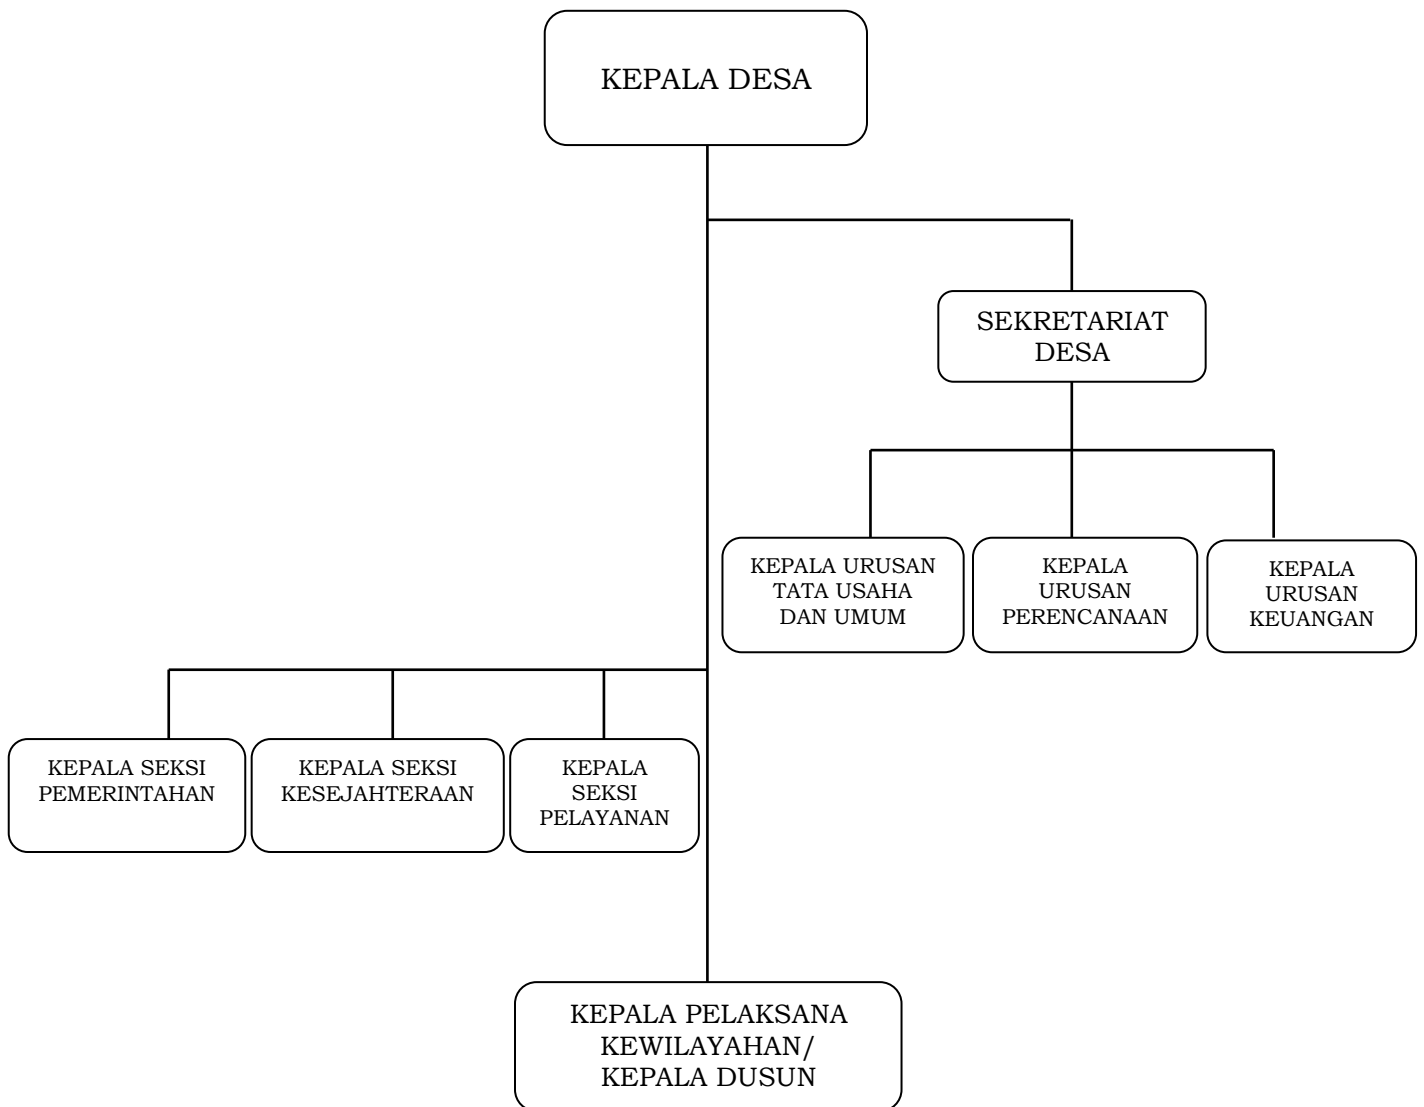 KEPALA DESA
SEKRETARIAT
DESA
KEPALA URUSAN
TATA USAHA
DAN UMUM
KEPALA
URUSAN
PERENCANAAN
KEPALA
URUSAN
KEUANGAN
KEPALA SEKSI
PEMERINTAHAN
KEPALA SEKSI
KESEJAHTERAAN
KEPALA
SEKSI
PELAYANAN
KEPALA PELAKSANA
KEWILAYAHAN/
KEPALA DUSUN